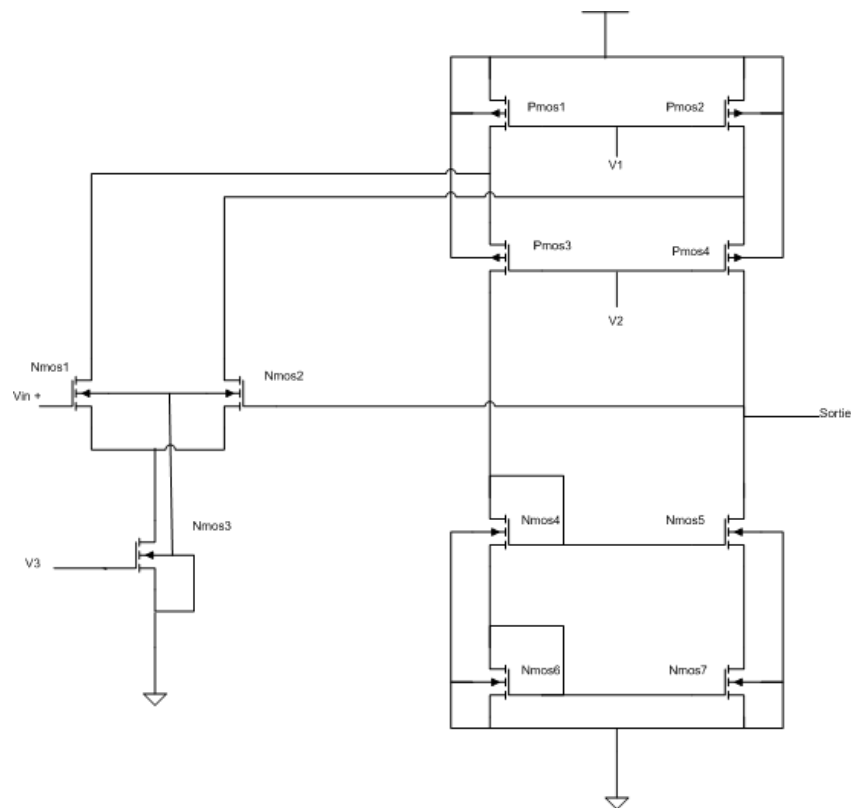 Pmos1
Pmos2
V1
Pmos3
Pmos4
V2
Nmos1
Nmos2
Vin +
Sortie
Nmos3
Nmos4
Nmos5
V3
Nmos6
Nmos7